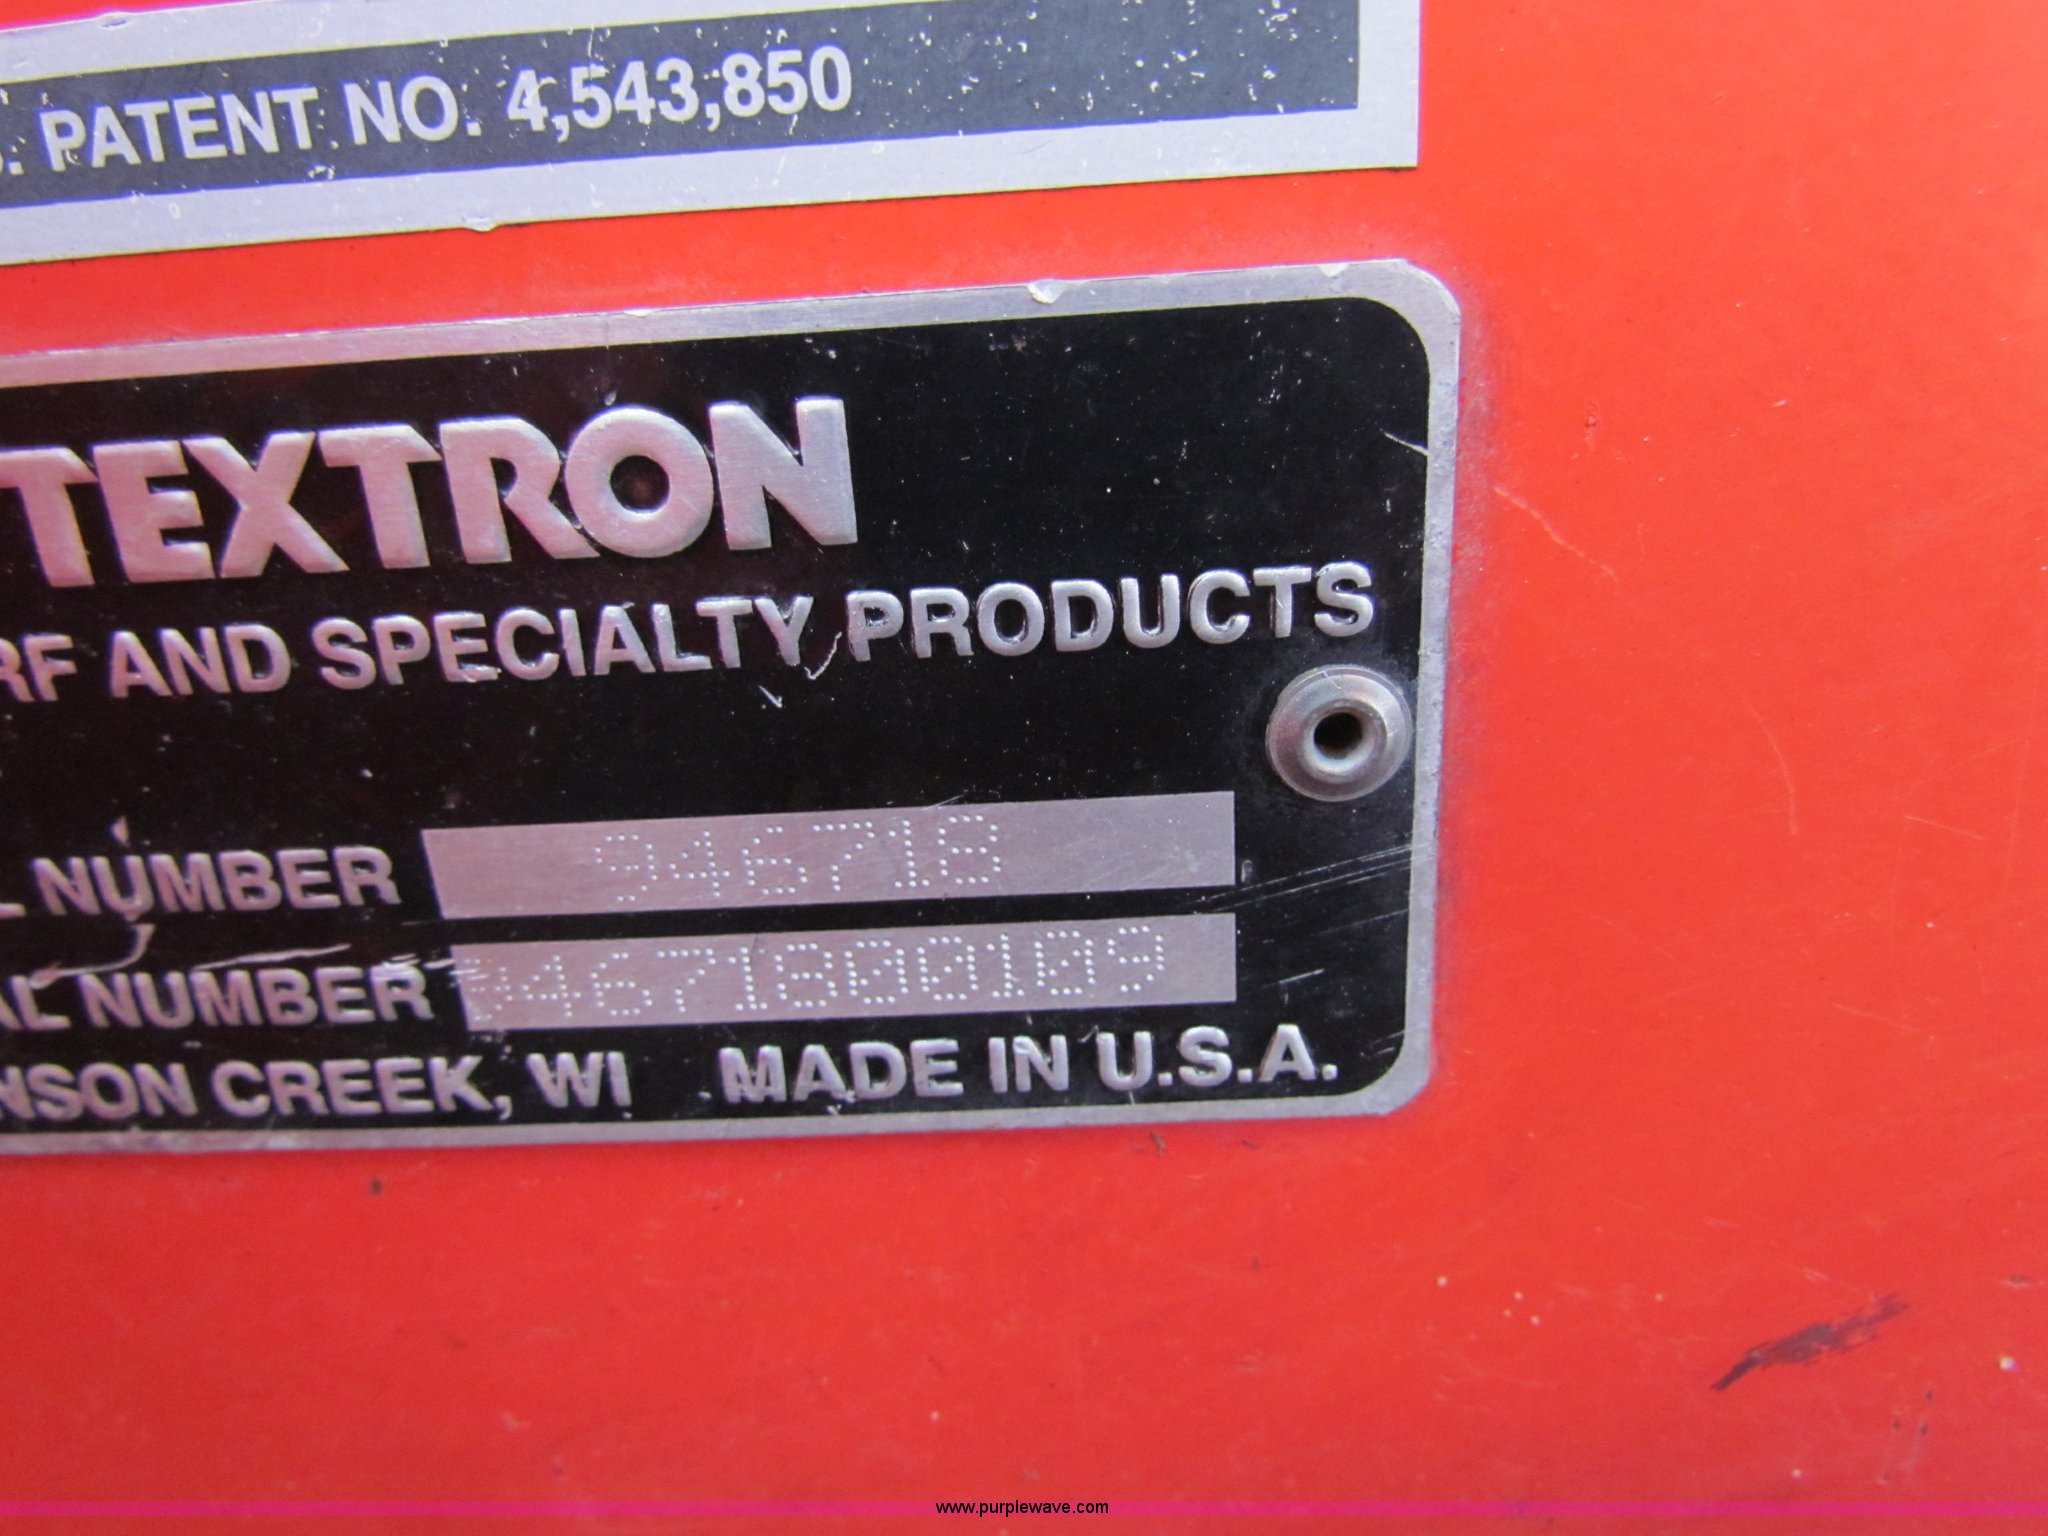 S. PATENT NO. 4,543,850
TEXTRON
RF AND SPECIALTY PRODUCTS
L NUMBER 946718
AL NUMBER 94671800109
NSON CREEK, WI MADE IN U.S.A.
www.purplewave.com